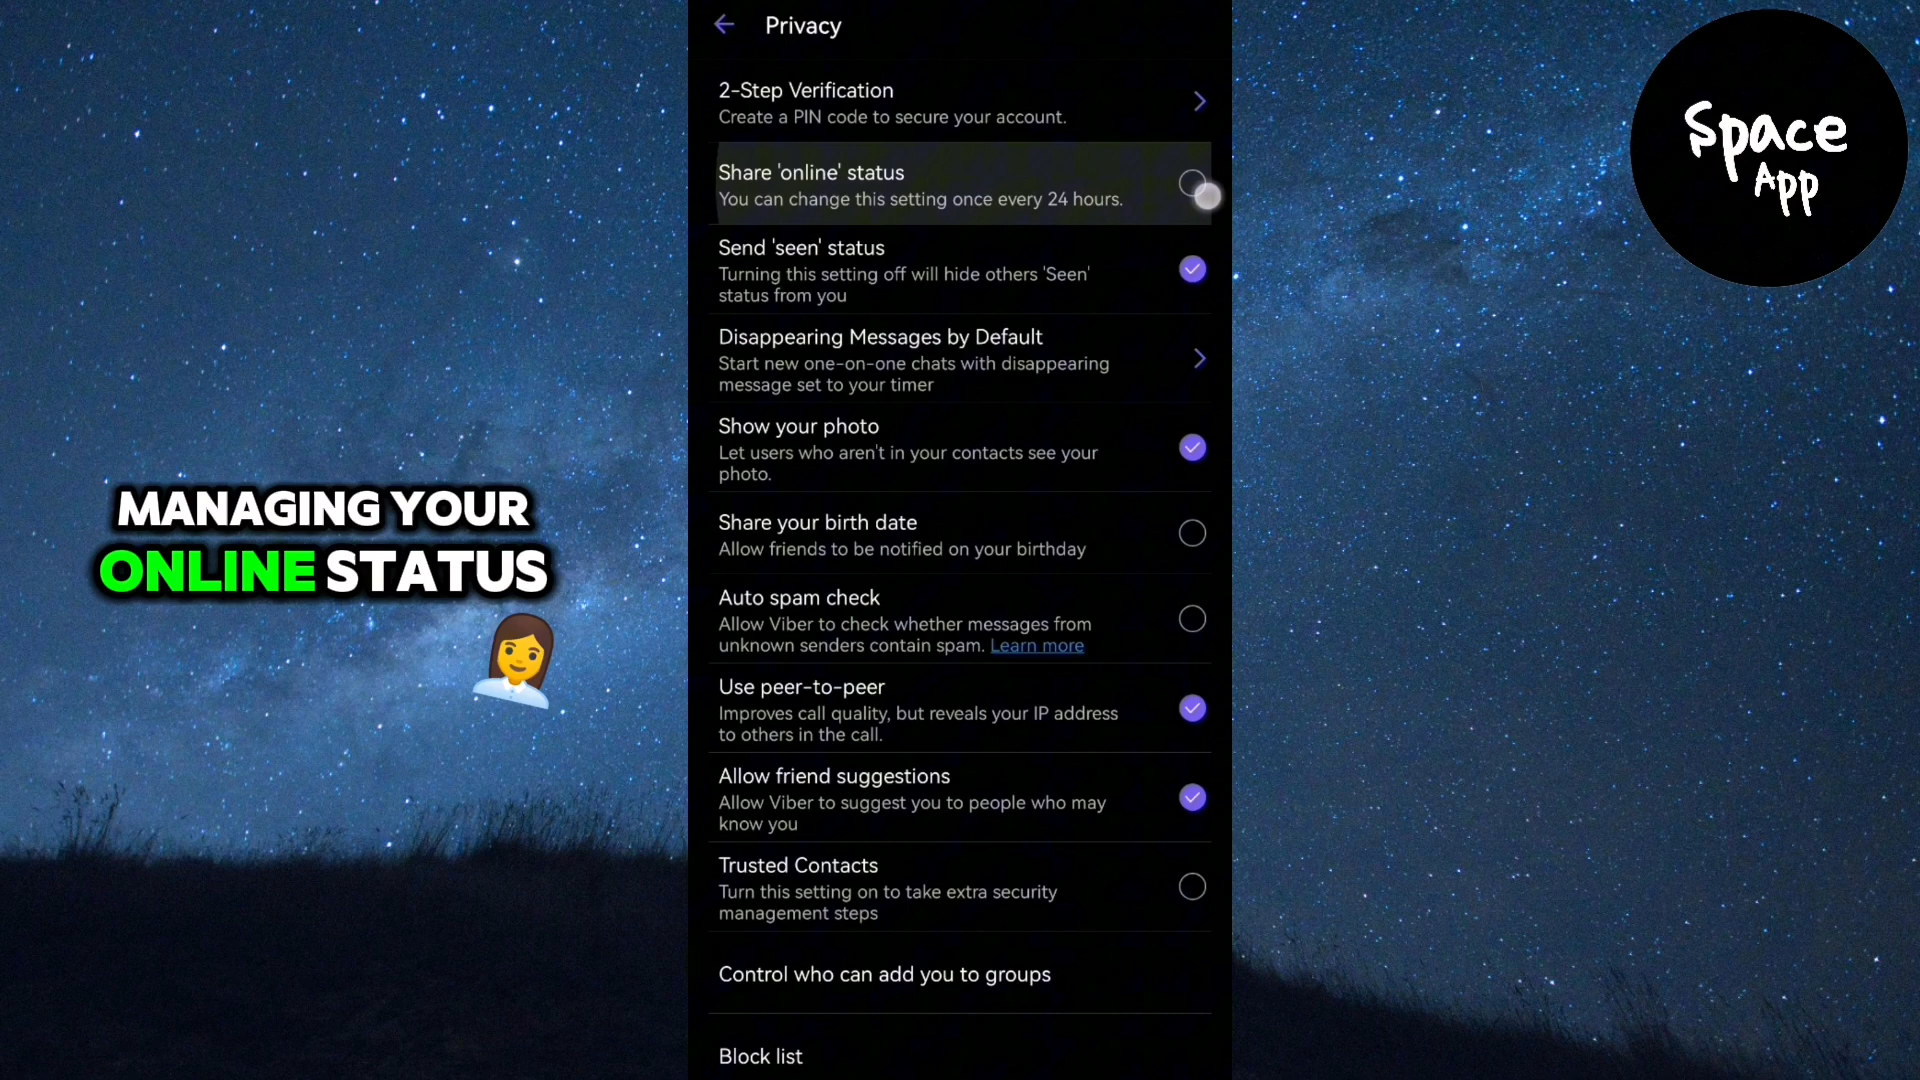 Privacy
2-Step Verification
Create a PIN code to secure your account.
Share 'online' status
You can change this setting once every 24 hours.
Send 'seen' status
Turning this setting off will hide others 'Seen'
status from you
Disappearing Messages by Default
Start new one-on-one chats with disappearing
message set to your timer
Show your photo
Let users who aren't in your contacts see your
photo.
Share your birth date
Allow friends to be notified on your birthday
Auto spam check
Allow Viber to check whether messages from
unknown senders contain spam. Learn more
Use peer-to-peer
Improves call quality, but reveals your IP address
to others in the call.
Allow friend suggestions
Allow Viber to suggest you to people who may
know you
Trusted Contacts
Turn this setting on to take extra security
management steps
Control who can add you to groups
Block list
MANAGING YOUR
ONLINE STATUS
Space
App